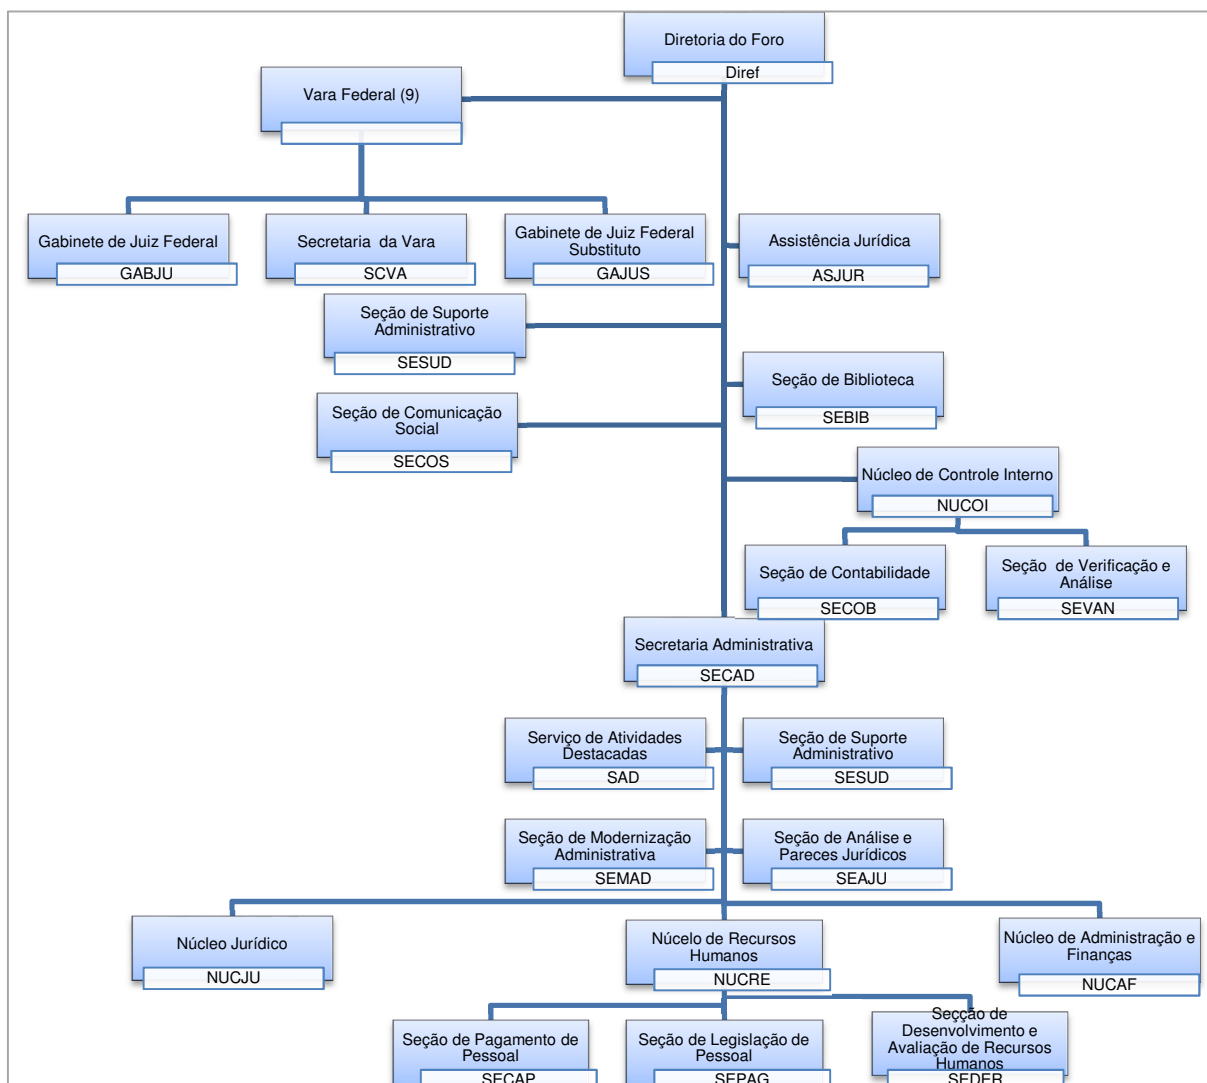 Diretoria do Foro
Diref
Vara Federal (9)
Gabinete de Juiz Federal
GABJU
Secretaria da Vara
SCVA
Gabinete de Juiz Federal
Substituto
GAJUS
Assistência Jurídica
ASJUR
Seção de Suporte
Administrativo
SESUD
Seção de Biblioteca
SEBIB
Seção de Comunicação
Social
SECOS
Núcleo de Controle Interno
NUCOI
Seção de Contabilidade
SECOB
Seção de Verificação e
Análise
SEVAN
Secretaria Administrativa
SECAD
Serviço de Atividades
Destacadas
SAD
Seção de Suporte
Administrativo
SESUD
Seção de Modernização
Administrativa
SEMAD
Seção de Análise e
Pareces Jurídicos
SEAJU
Núcleo Jurídico
NUCJU
Núcelo de Recursos
Humanos
NUCRE
Núcleo de Administração e
Finanças
NUCAF
Seção de Pagamento de
Pessoal
SECAP
Seção de Legislação de
Pessoal
SEPAG
Secção de
Desenvolvimento e
Avaliação de Recursos
Humanos
SEDER